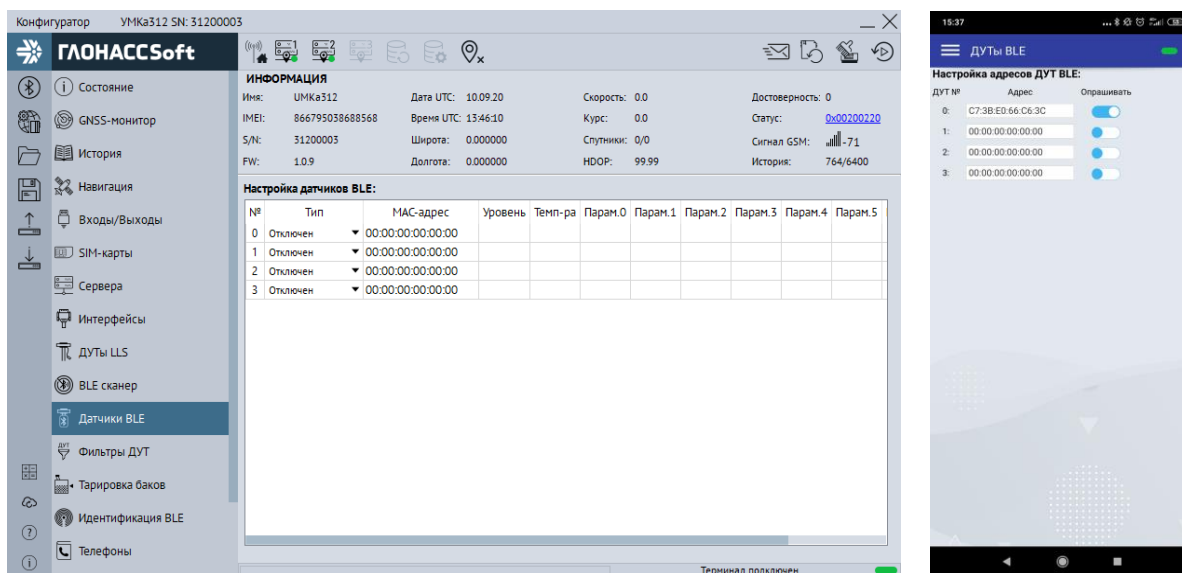 Конфигуратор УМКа312 SN: 31200003
ГЛОНАССSoft
Состояние
GNSS-монитор
История
Навигация
Входы/Выходы
SIM-карты
Сервера
Интерфейсы
ДУТы LLS
BLE сканер
Датчики BLE
Фильтры ДУТ
Тарировка баков
Идентификация BLE
Телефоны
1 2
ИНФОРМАЦИЯ
Имя: УМКа312 Дата UTC: 10.09.20 Скорость: 0.0 Достоверность: 0
IMEI: 866795038688568 Время UTC: 13:46:10 Курс: 0.0 Статус: 0x00200220
S/N: 31200003 Широта: 0.000000 Спутники: 0/0 Сигнал GSM: -71
FW: 1.0.9 Долгота: 0.000000 HDOP: 99.99 История: 764/6400
Настройка датчиков BLE:
№ Тип MAC-адрес Уровень Темп-ра Парам.0 Парам.1 Парам.2 Парам.3 Парам.4 Парам.5
0 Отключен 00:00:00:00:00:00
1 Отключен 00:00:00:00:00:00
2 Отключен 00:00:00:00:00:00
3 Отключен 00:00:00:00:00:00
Терминал подключен
15:37
ДУТы BLE
Настройка адресов ДУТ BLE:
ДУТ № Адрес Опрашивать
0: C7:3B:E0:66:C6:3C
1: 00:00:00:00:00:00
2: 00:00:00:00:00:00
3: 00:00:00:00:00:00